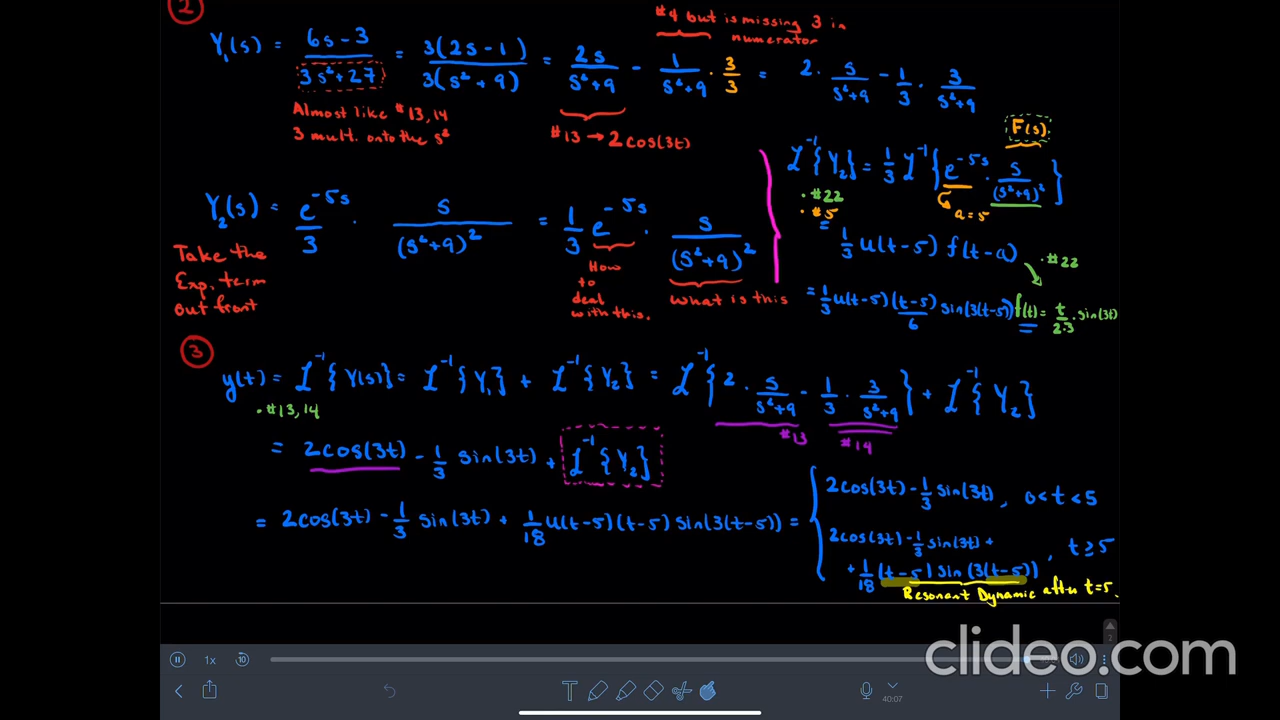 2
#4 but is missing 3 in
numerator
Y₁(s) = 6s-3 / 3s²+27 = 3(2s-1) / 3(s²+9) = 2s / s²+9 - 1 / s²+9 · 3/3 = 2 · s / s²+9 - 1/3 · 3 / s²+9
Almost like #13,14
3 mult. onto the s²
#13 → 2cos(3t)
Y₂(s) = e^-5s / 3 · s / (s²+9)² = 1/3 e^-5s · s / (s²+9)²
Take the
Exp. term
out front
How
to
deal
with this.
what is this
F(s)
ℒ⁻¹{Y₂} = 1/3 ℒ⁻¹{e^-5s · s / (s²+9)²}
· #22
· #5
a=5
= 1/3 u(t-5) f(t-a)
· #22
= 1/3 u(t-5) (t-5)/6 sin(3(t-5))
f(t) = t / 2·3 · sin(3t)
3
y(t) = ℒ⁻¹{Y(s)} = ℒ⁻¹{Y₁} + ℒ⁻¹{Y₂} = ℒ⁻¹{2 · s / s²+9 - 1/3 · 3 / s²+9} + ℒ⁻¹{Y₂}
· #13,14
#13
#14
= 2cos(3t) - 1/3 sin(3t) + ℒ⁻¹{Y₂}
= 2cos(3t) - 1/3 sin(3t) + 1/18 u(t-5)(t-5) sin(3(t-5)) =
2cos(3t) - 1/3 sin(3t), 0<t<5
2cos(3t) - 1/3 sin(3t) +
+ 1/18 (t-5) sin(3(t-5)), t≥5
Resonant Dynamic after t=5.
2
1x
10
clideo.com
T
40:07